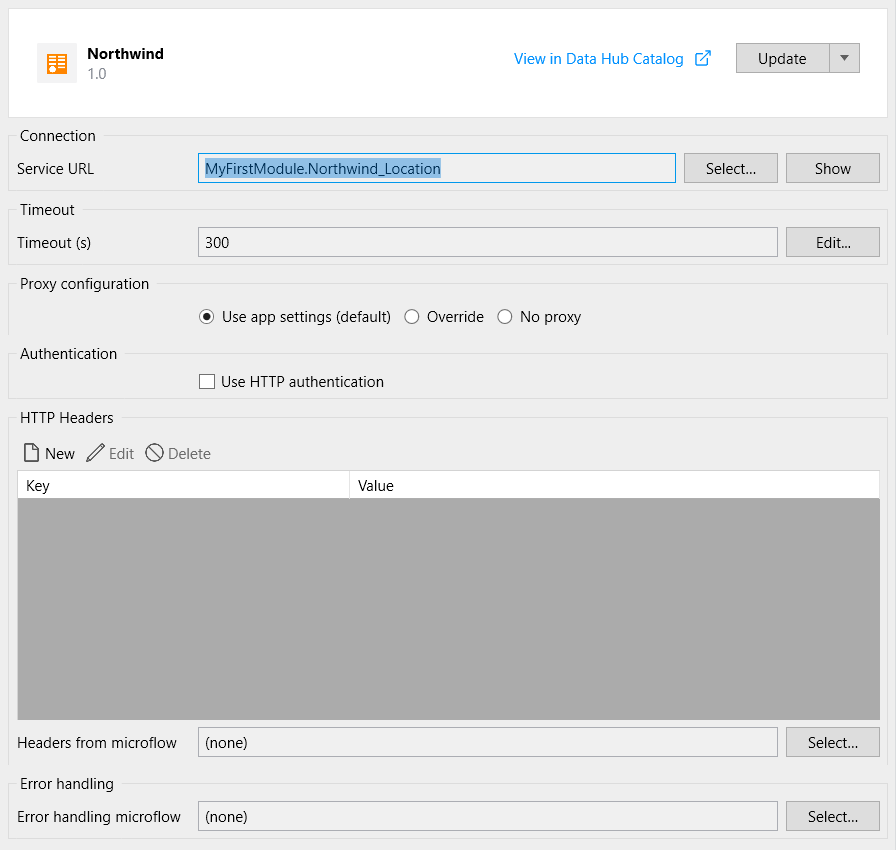 Northwind
1.0
View in Data Hub Catalog
Update
Connection
Service URL
MyFirstModule.Northwind_Location
Select...
Show
Timeout
Timeout (s)
300
Edit...
Proxy configuration
Use app settings (default)
Override
No proxy
Authentication
Use HTTP authentication
HTTP Headers
New
Edit
Delete
Key
Value
Headers from microflow
(none)
Select...
Error handling
Error handling microflow
(none)
Select...